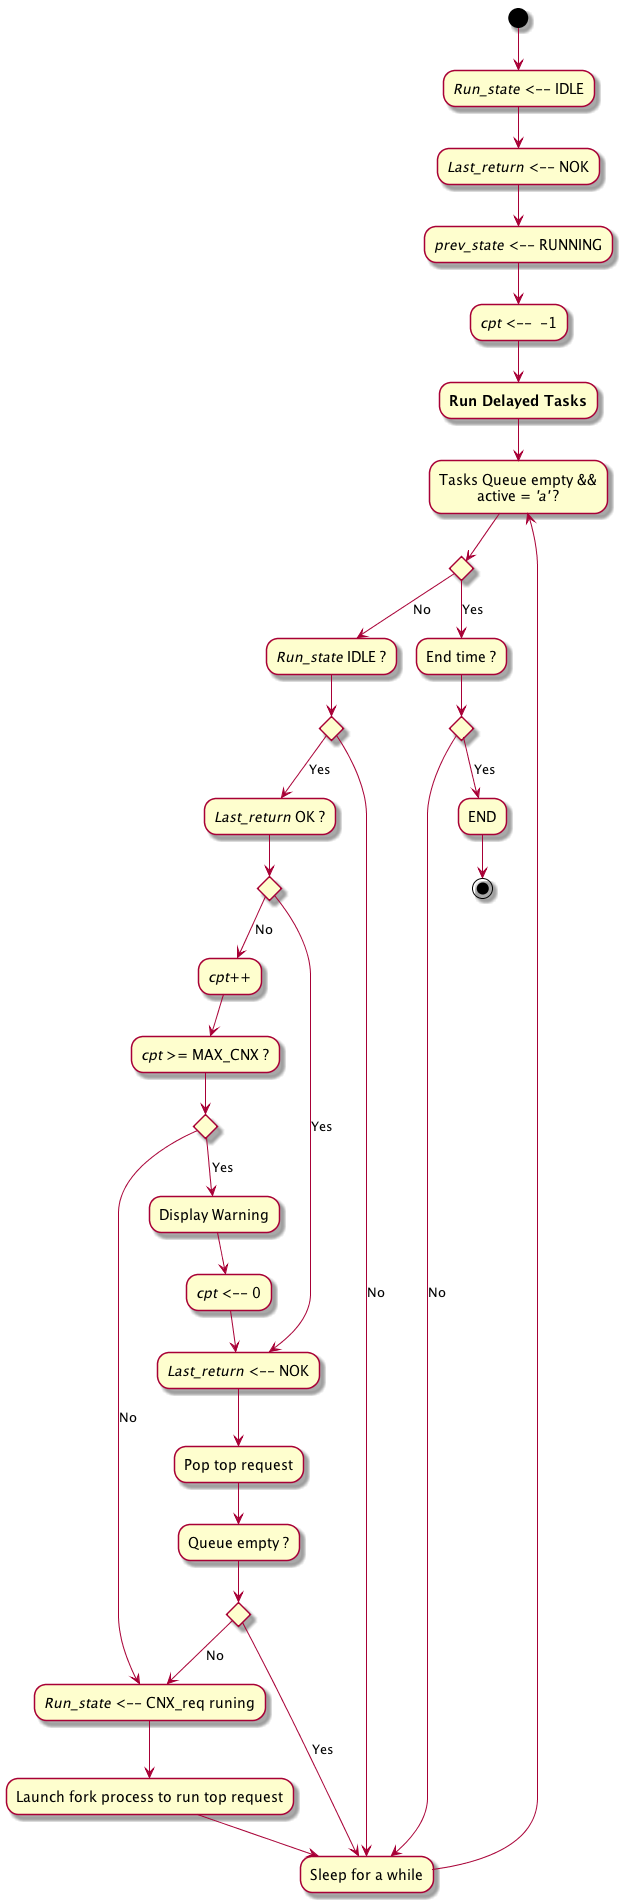 Run_state <-- IDLE
Last_return <-- NOK
prev_state <-- RUNNING
cpt <-- -1
Run Delayed Tasks
Tasks Queue empty &&
active = 'a'?
No
Yes
Run_state IDLE ?
End time ?
Yes
Yes
Last_return OK ?
END
No
cpt++
cpt >= MAX_CNX ?
Yes
Yes
Display Warning
cpt <-- 0
No
No
Last_return <-- NOK
No
Pop top request
Queue empty ?
No
Run_state <-- CNX_req runing
Yes
Launch fork process to run top request
Sleep for a while